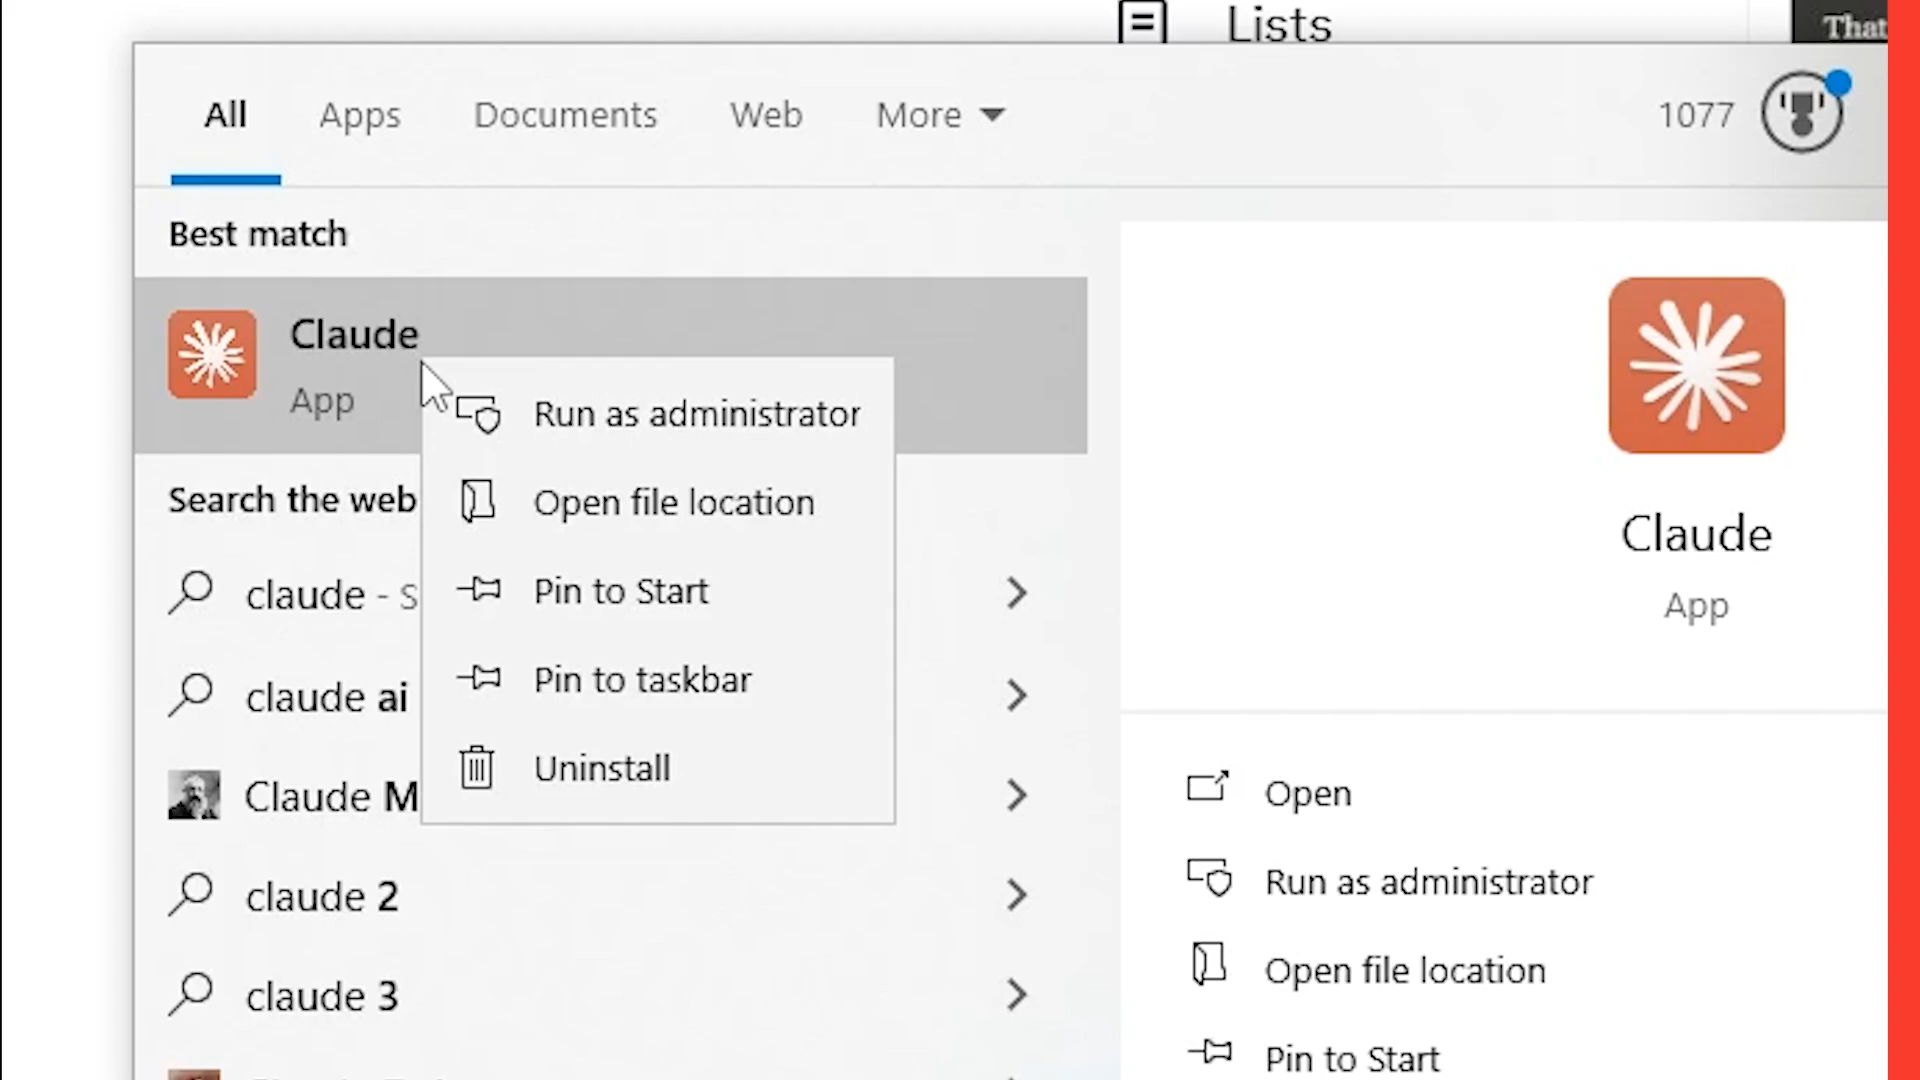 Lists
That
All Apps Documents Web More
1077
Best match
Claude
App
Run as administrator
Open file location
Pin to Start
Pin to taskbar
Uninstall
Search the web
claude - S
claude ai
Claude M
claude 2
claude 3
Claude
App
Open
Run as administrator
Open file location
Pin to Start